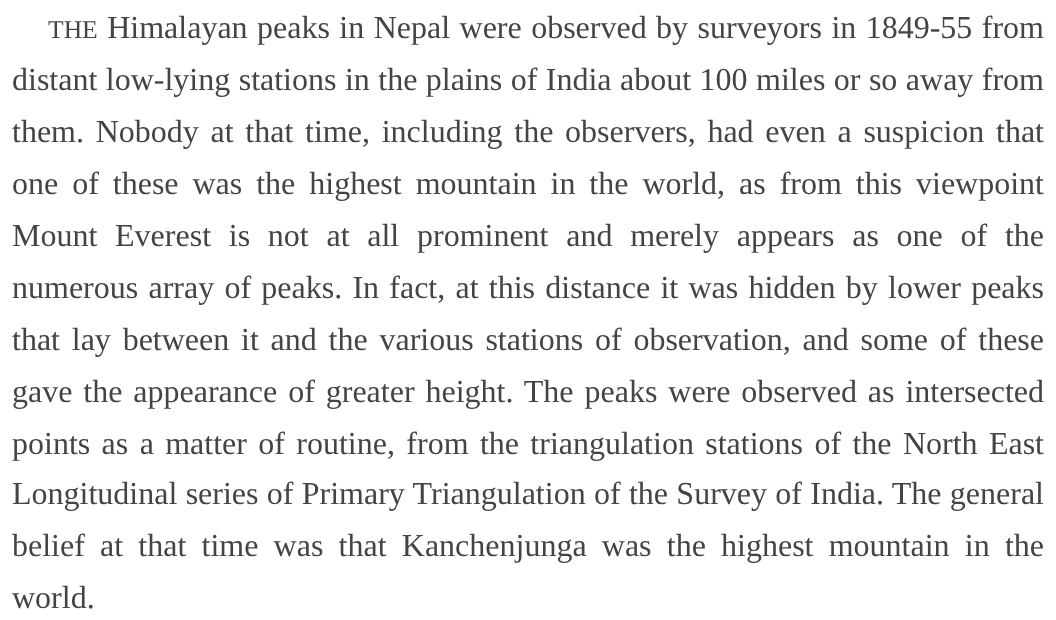 THE Himalayan peaks in Nepal were observed by surveyors in 1849-55 from
distant low-lying stations in the plains of India about 100 miles or so away from
them. Nobody at that time, including the observers, had even a suspicion that
one of these was the highest mountain in the world, as from this viewpoint
Mount Everest is not at all prominent and merely appears as one of the
numerous array of peaks. In fact, at this distance it was hidden by lower peaks
that lay between it and the various stations of observation, and some of these
gave the appearance of greater height. The peaks were observed as intersected
points as a matter of routine, from the triangulation stations of the North East
Longitudinal series of Primary Triangulation of the Survey of India. The general
belief at that time was that Kanchenjunga was the highest mountain in the
world.